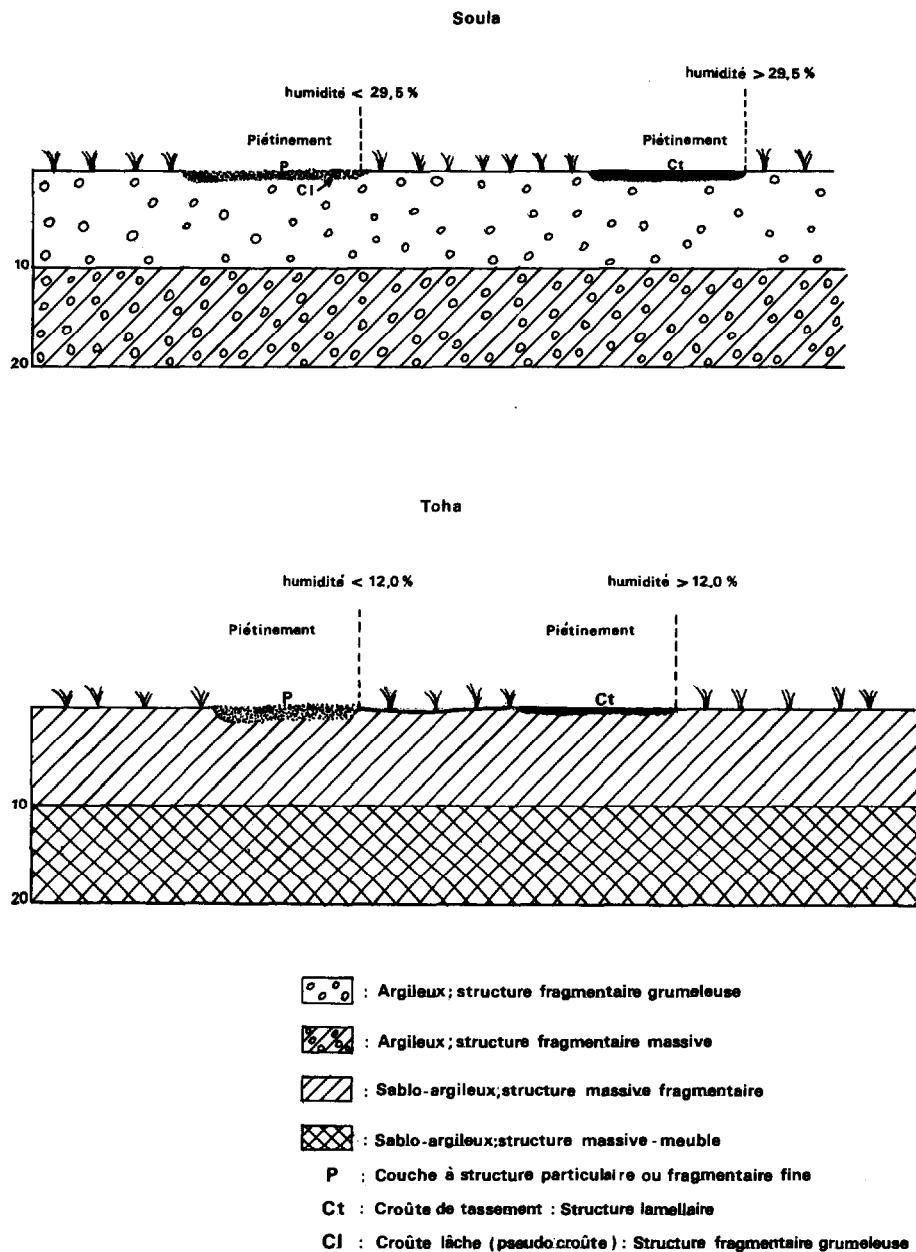 Soula
humidité < 29,5 %
humidité > 29,5 %
Piétinement
Piétinement
P
Ct
Cl
10
20
Toha
humidité < 12,0 %
humidité > 12,0 %
Piétinement
Piétinement
P
Ct
10
20
: Argileux; structure fragmentaire grumeleuse
: Argileux; structure fragmentaire massive
: Sablo-argileux; structure massive fragmentaire
: Sablo-argileux; structure massive - meuble
P : Couche à structure particulaire ou fragmentaire fine
Ct : Croûte de tassement : Structure lamellaire
Cl : Croûte lâche (pseudo croûte) : Structure fragmentaire grumeleuse